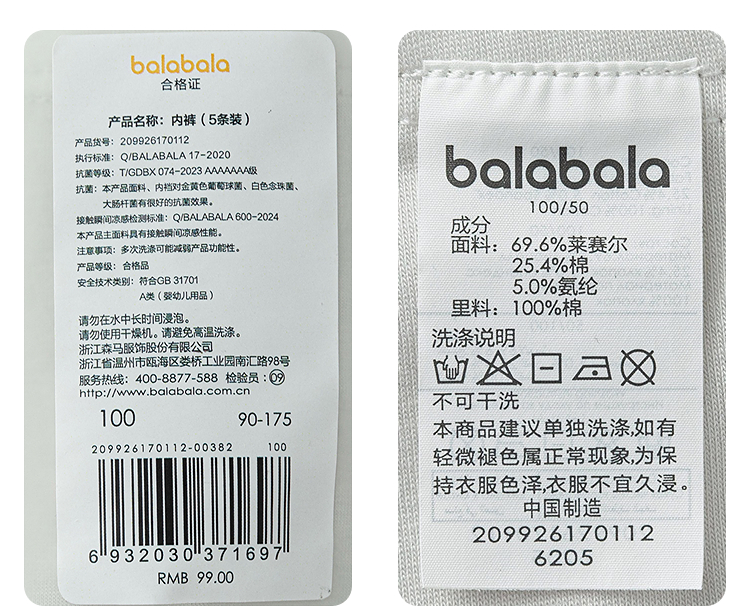 balabala
合格证
产品名称：内裤（5条装）
产品货号：209926170112
执行标准：Q/BALABALA 17-2020
抗菌等级：T/GDBX 074-2023 AAAAAAA级
抗菌：本产品面料、内裆对金黄色葡萄球菌、白色念珠菌、
大肠杆菌有很好的抗菌效果。
接触瞬间凉感检测标准：Q/BALABALA 600-2024
本产品主面料具有接触瞬间凉感性能。
注意事项：多次洗涤可能减弱产品功能性。
产品等级：合格品
安全技术类别：符合GB 31701
A类（婴幼儿用品）
请勿在水中长时间浸泡。
请勿使用干燥机。请避免高温洗涤。
浙江森马服饰股份有限公司
浙江省温州市瓯海区娄桥工业园南汇路98号
服务热线：400-8877-588 检验员：09
http://www.balabala.com.cn
100 90-175
209926170112-00382 100
6 932030 371697
RMB 99.00
balabala
100/50
成分
面料：69.6%莱赛尔
25.4%棉
5.0%氨纶
里料：100%棉
洗涤说明
不可干洗
本商品建议单独洗涤,如有
轻微褪色属正常现象,为保
持衣服色泽,衣服不宜久浸。
中国制造
209926170112
6205